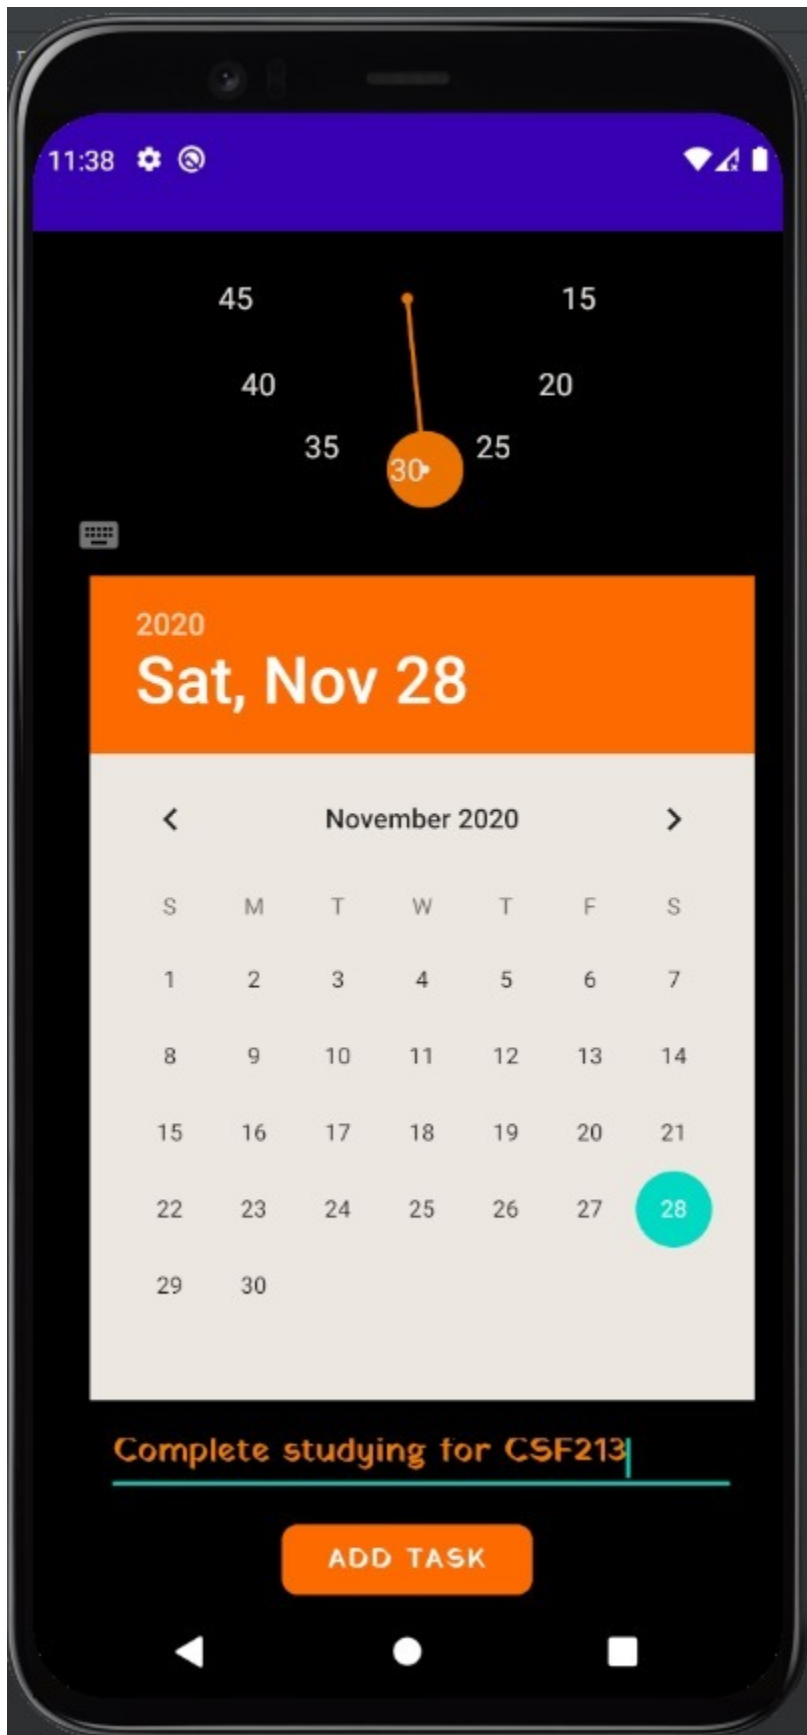 11:38
45 15
40 20
35 25
30
2020
Sat, Nov 28
November 2020
S M T W T F S
1 2 3 4 5 6 7
8 9 10 11 12 13 14
15 16 17 18 19 20 21
22 23 24 25 26 27 28
29 30
Complete studying for CSF213
ADD TASK